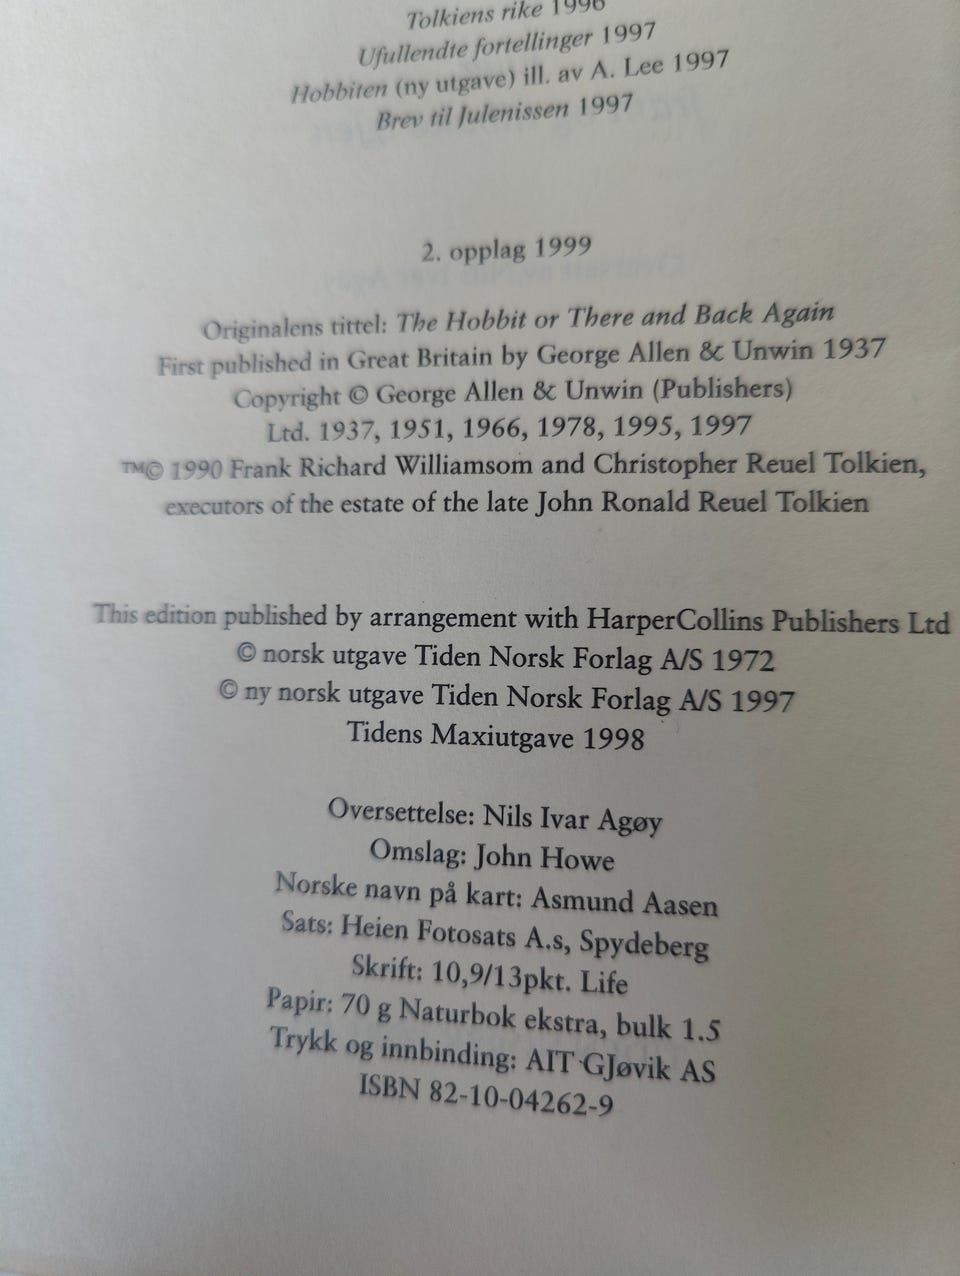 Tolkiens rike 1996
Ufullendte fortellinger 1997
Hobbiten (ny utgave) ill. av A. Lee 1997
Brev til Julenissen 1997
2. opplag 1999
Originalens tittel: The Hobbit or There and Back Again
First published in Great Britain by George Allen & Unwin 1937
Copyright © George Allen & Unwin (Publishers)
Ltd. 1937, 1951, 1966, 1978, 1995, 1997
™© 1990 Frank Richard Williamsom and Christopher Reuel Tolkien,
executors of the estate of the late John Ronald Reuel Tolkien
This edition published by arrangement with HarperCollins Publishers Ltd
© norsk utgave Tiden Norsk Forlag A/S 1972
© ny norsk utgave Tiden Norsk Forlag A/S 1997
Tidens Maxiutgave 1998
Oversettelse: Nils Ivar Agøy
Omslag: John Howe
Norske navn på kart: Asmund Aasen
Sats: Heien Fotosats A.s, Spydeberg
Skrift: 10,9/13pkt. Life
Papir: 70 g Naturbok ekstra, bulk 1.5
Trykk og innbinding: AIT GJøvik AS
ISBN 82-10-04262-9